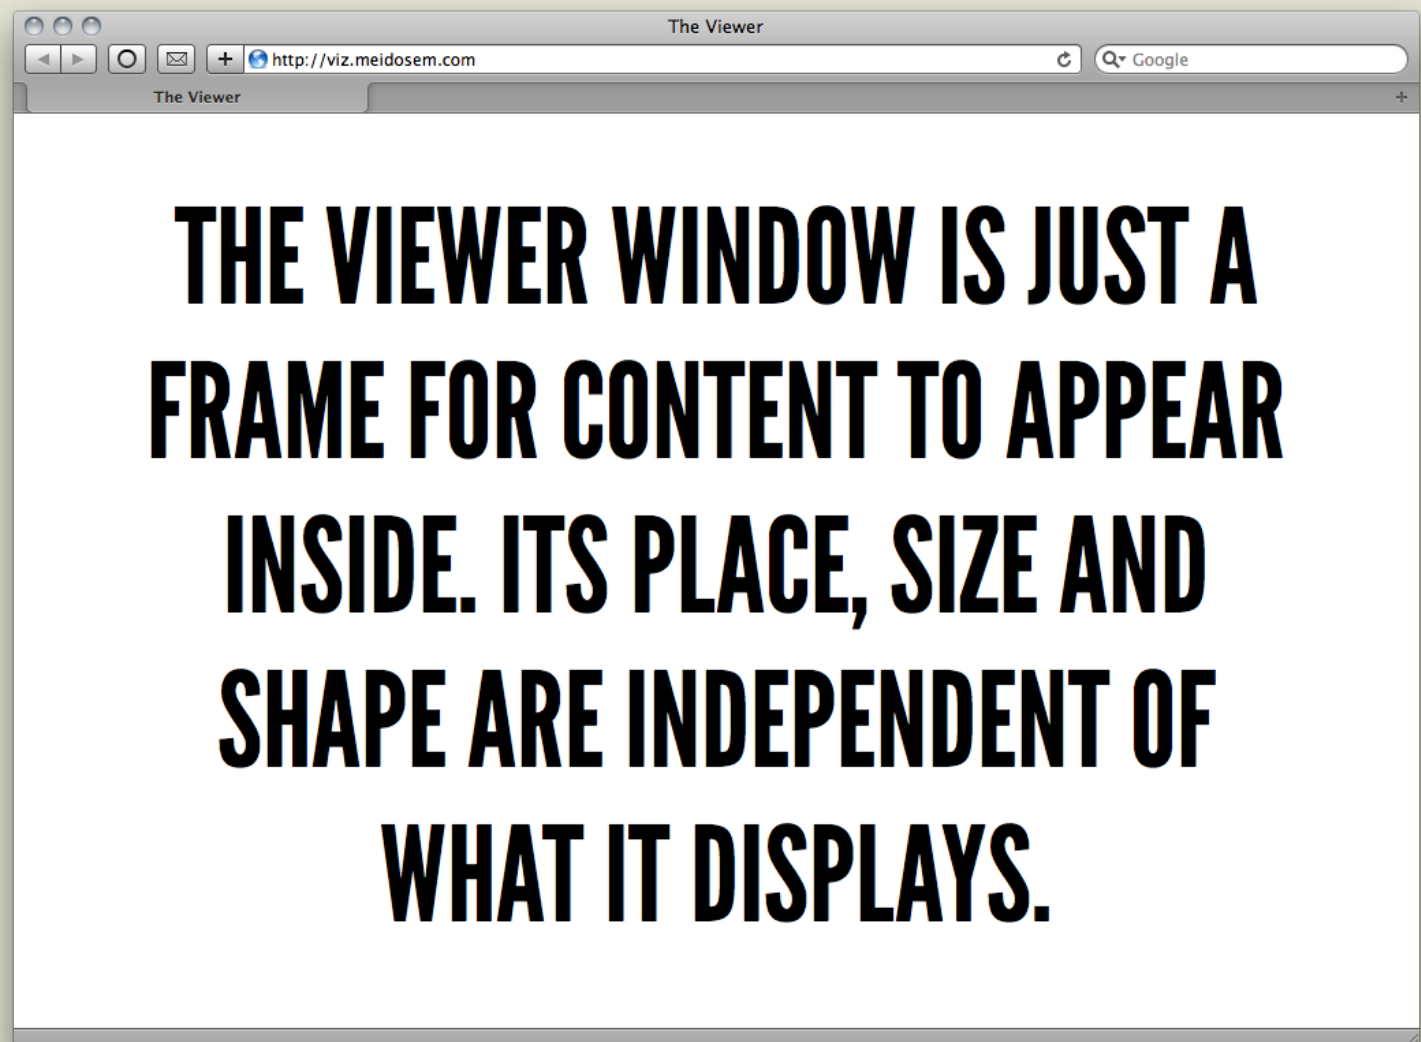 The Viewer
http://viz.meidosem.com
Google
The Viewer
THE VIEWER WINDOW IS JUST A
FRAME FOR CONTENT TO APPEAR
INSIDE. ITS PLACE, SIZE AND
SHAPE ARE INDEPENDENT OF
WHAT IT DISPLAYS.